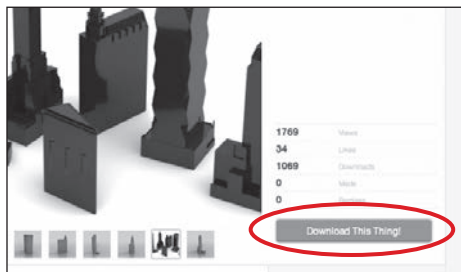 1769 Views
34 Likes
1069 Downloads
0 Made
0
Download This Thing!